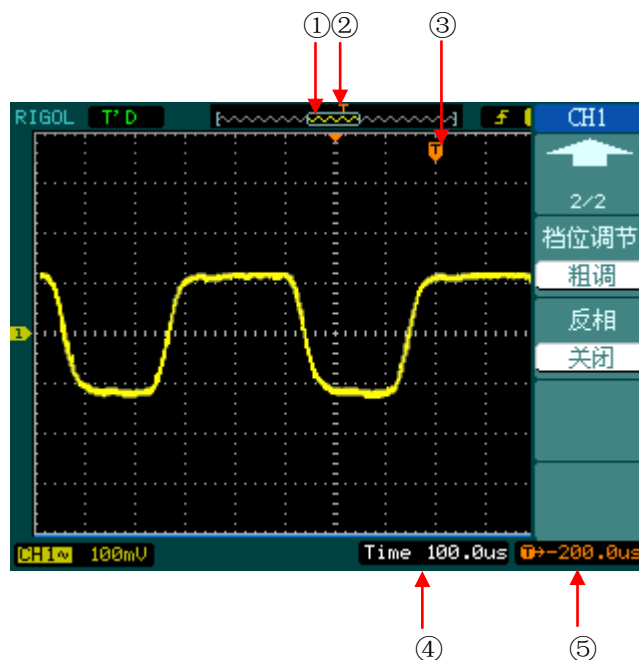 ①②
③
RIGOL T'D T CH1
T
2/2
档位调节
粗调
1
反相
关闭
CH1~ 100mV Time 100.0us T→-200.0us
④
⑤